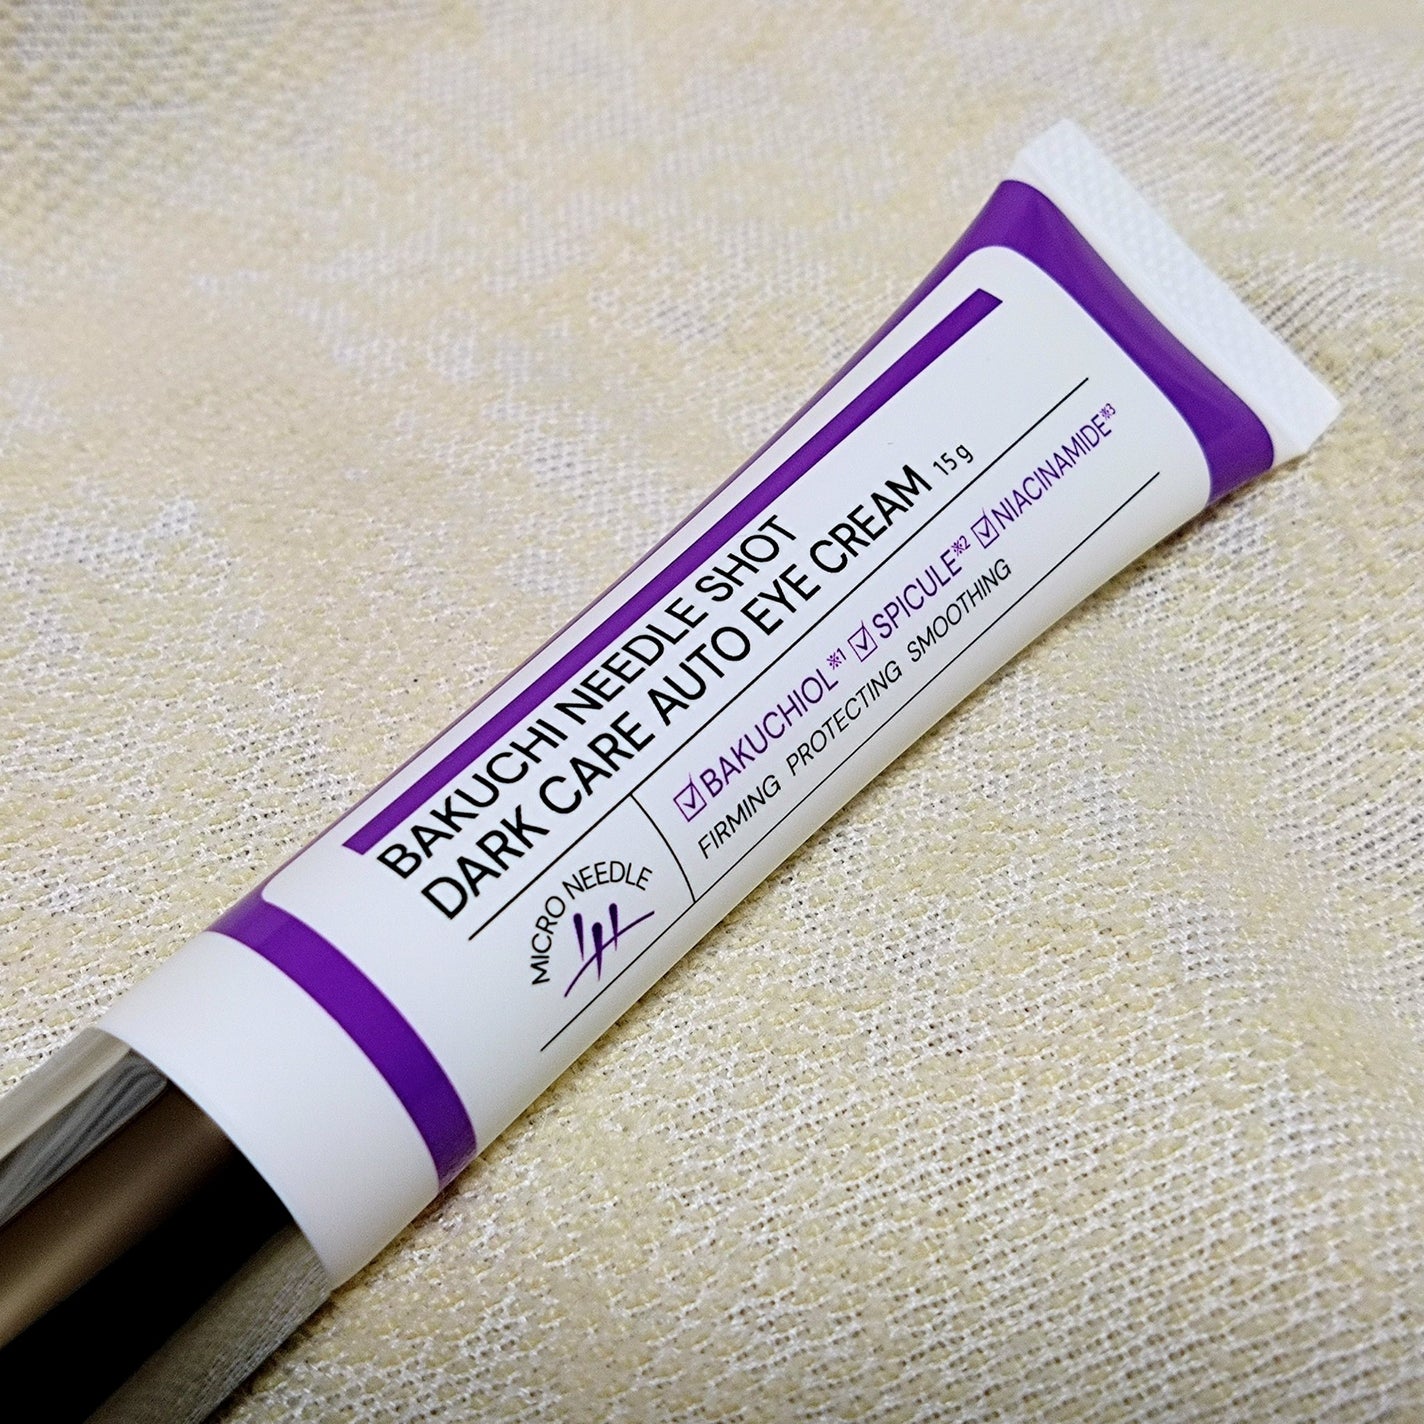 BAKUCHI NEEDLE SHOT
DARK CARE AUTO EYE CREAM 15g
MICRO NEEDLE
☑BAKUCHIOL※1 ☑SPICULE※2 ☑NIACINAMIDE※3
FIRMING PROTECTING SMOOTHING